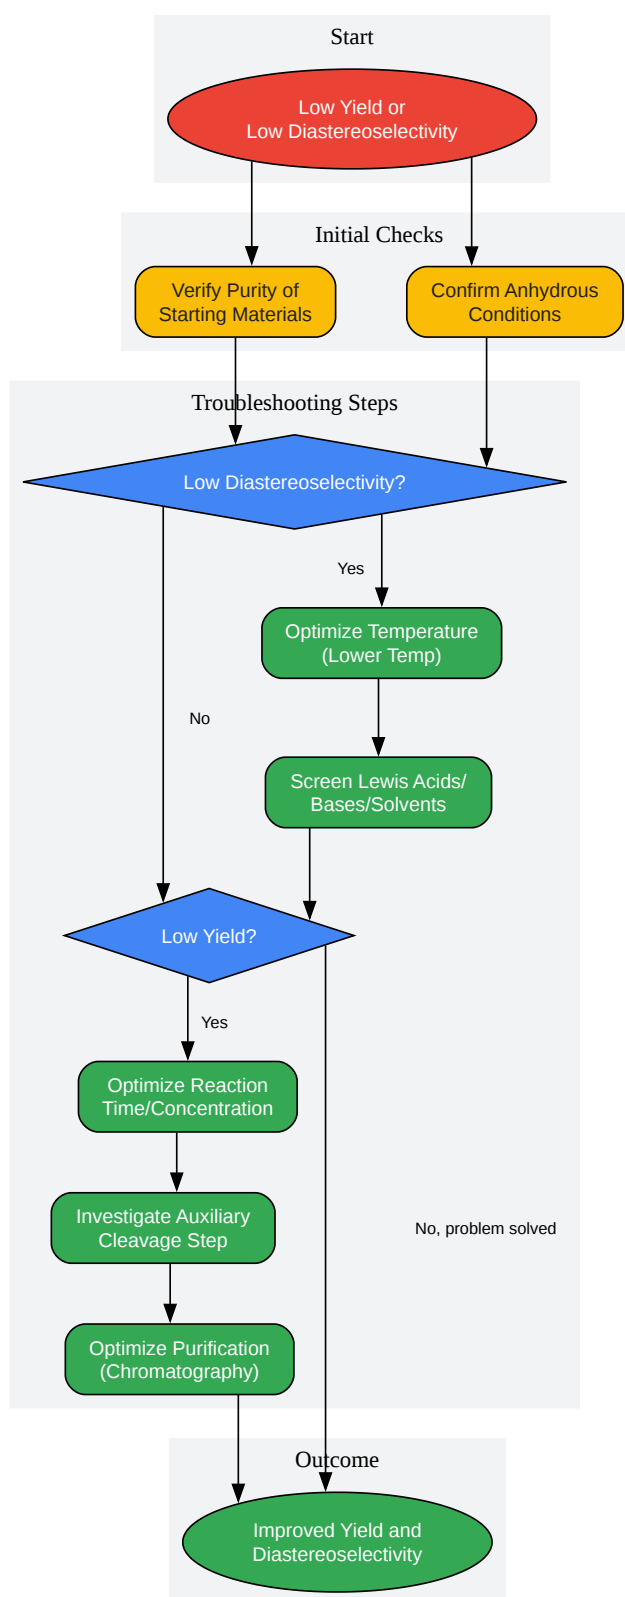 Start
Low Yield or
Low Diastereoselectivity
Initial Checks
Verify Purity of
Starting Materials
Confirm Anhydrous
Conditions
Troubleshooting Steps
Low Diastereoselectivity?
Yes
Optimize Temperature
(Lower Temp)
No
Screen Lewis Acids/
Bases/Solvents
Low Yield?
Yes
Optimize Reaction
Time/Concentration
Investigate Auxiliary
Cleavage Step
No, problem solved
Optimize Purification
(Chromatography)
Outcome
Improved Yield and
Diastereoselectivity